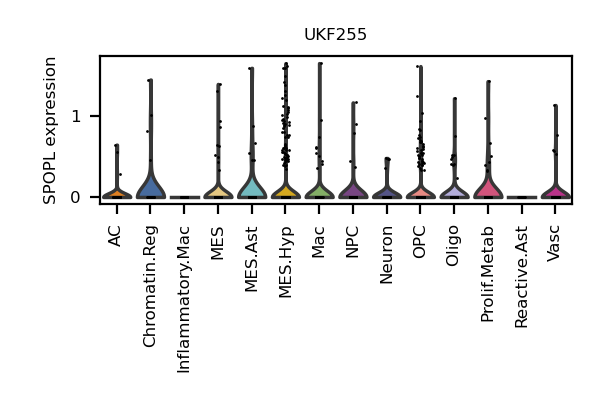 UKF255
SPOPL expression
1
0
AC
Chromatin.Reg
Inflammatory.Mac
MES
MES.Ast
MES.Hyp
Mac
NPC
Neuron
OPC
Oligo
Prolif.Metab
Reactive.Ast
Vasc